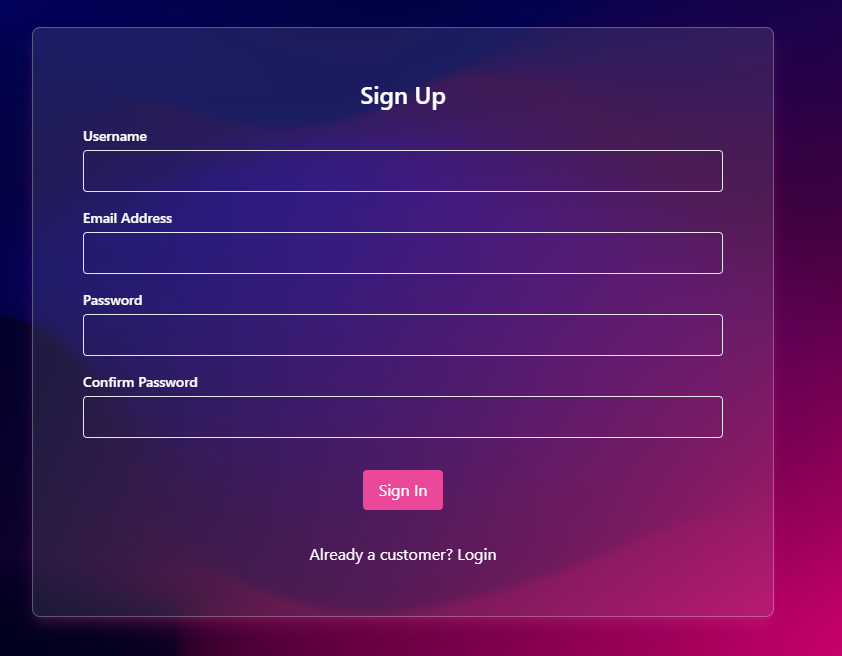 Sign Up
Username
Email Address
Password
Confirm Password
Sign In
Already a customer? Login